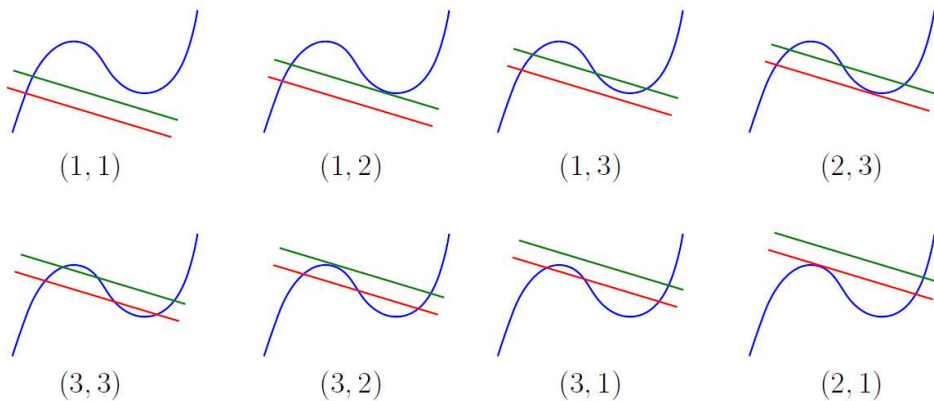 (1, 1) (1, 2) (1, 3) (2, 3)
(3, 3) (3, 2) (3, 1) (2, 1)